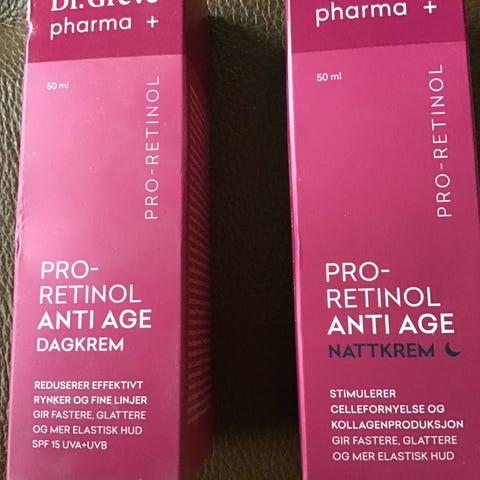 Dr.Greve
pharma +
50 ml
PRO-RETINOL
PRO-
RETINOL
ANTI AGE
DAGKREM
REDUSERER EFFEKTIVT
RYNKER OG FINE LINJER
GIR FASTERE, GLATTERE
OG MER ELASTISK HUD
SPF 15 UVA+UVB
pharma +
50 ml
PRO-RETINOL
PRO-
RETINOL
ANTI AGE
NATTKREM
STIMULERER
CELLEFORNYELSE OG
KOLLAGENPRODUKSJON
GIR FASTERE, GLATTERE
OG MER ELASTISK HUD